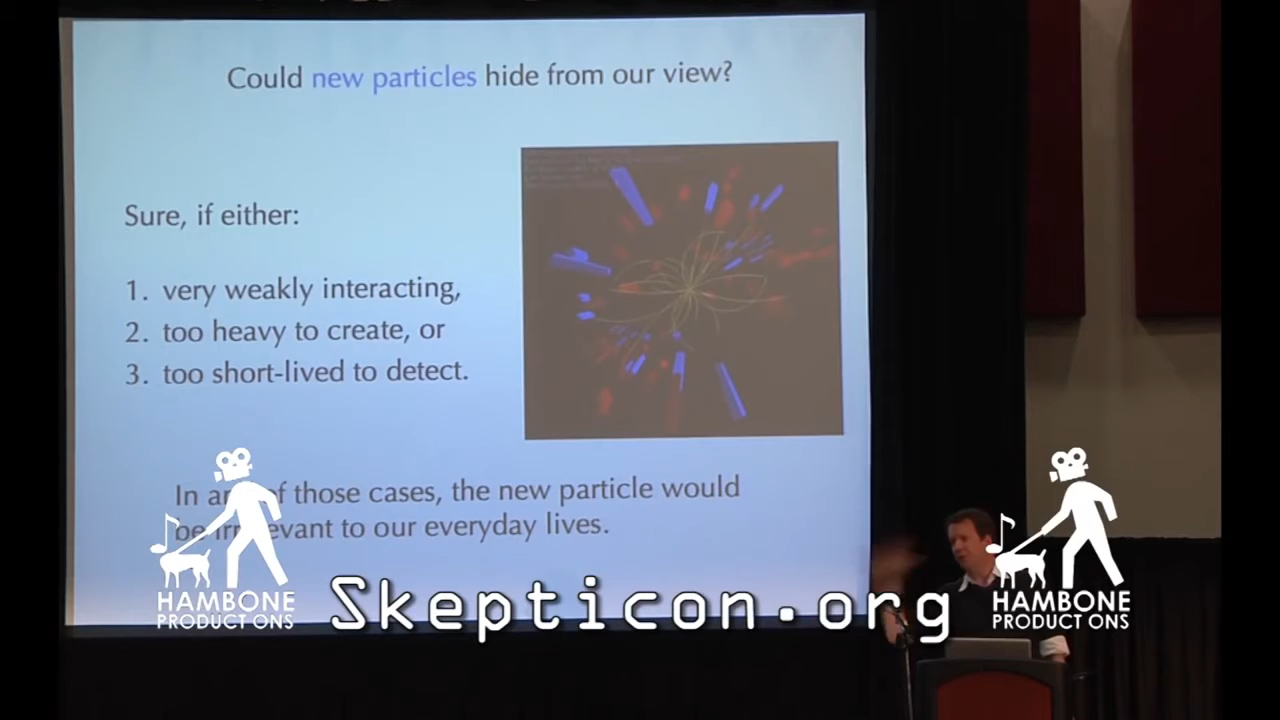 Could new particles hide from our view?
Sure, if either:
1. very weakly interacting,
2. too heavy to create, or
3. too short-lived to detect.
In of those cases, the new particle would
to our everyday lives.
HAMBONE
PRODUCT ONS
Skepticon.org
HAMBONE
PRODUCT ONS